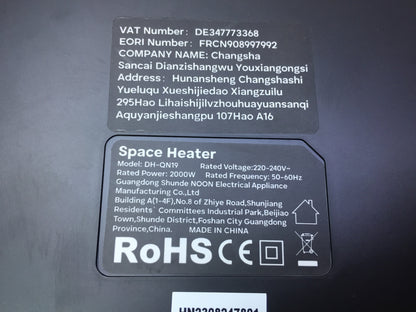 VAT Number: DE347773368
EORI Number: FRCN908997992
COMPANY NAME: Changsha
Sancai Dianzishangwu Youxiangongsi
Address: Hunansheng Changshashi
Yueluqu Xueshijiedao Xiangzuilu
295Hao Lihaishijilvzhouhuayuansanqi
Aquyanjieshangpu 107Hao A16
Space Heater
Model: DH-QN19 Rated Voltage:220-240V~
Rated Power: 2000W Rated Frequency: 50-60Hz
Guangdong Shunde NOON Electrical Appliance
Manufacturing Co.,Ltd
Building A(1-4F),No.8 of Zhiye Road,Shunjiang
Residents' Committees Industrial Park,Beijiao
Town,Shunde District,Foshan City Guangdong
Province,China. MADE IN CHINA
RoHS CE